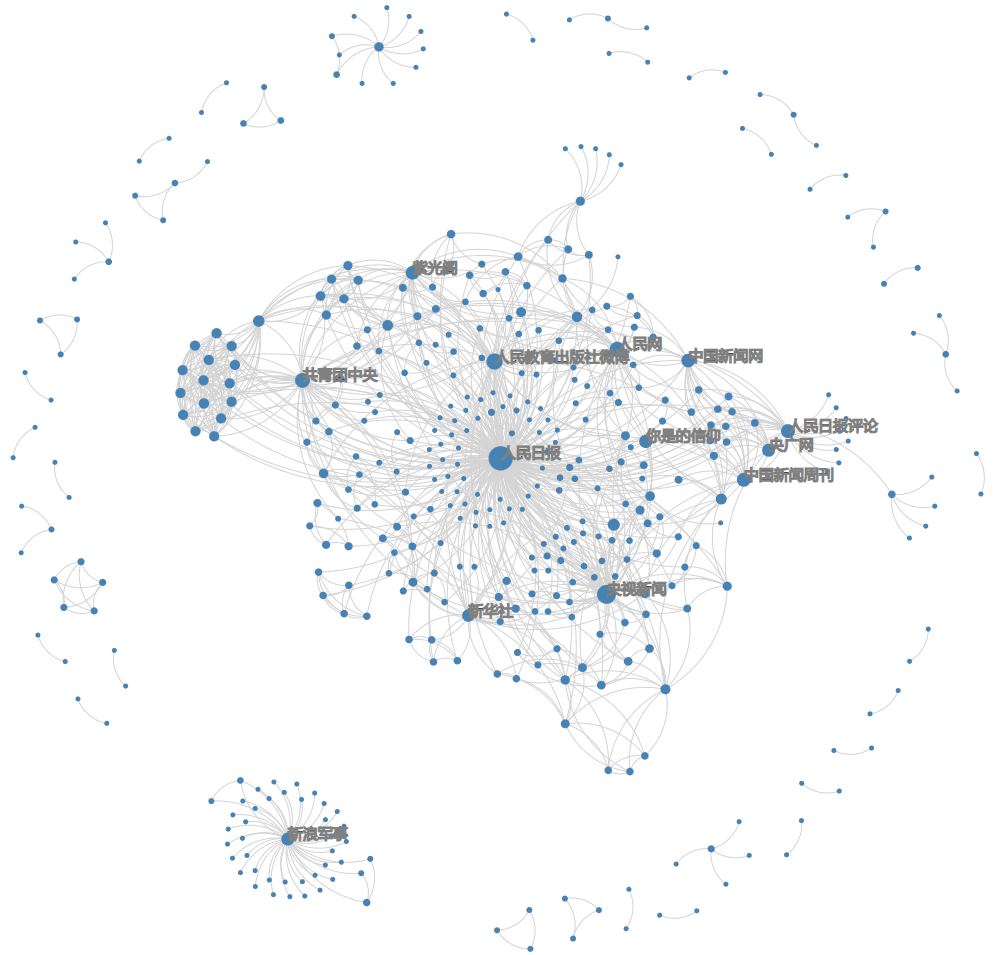 紫光阁
人民网
人民教育出版社微博
中国新闻网
共青团中央
人民日报评论
你是的信仰
央广网
人民日报
中国新闻周刊
央视新闻
新华社
新浪军事